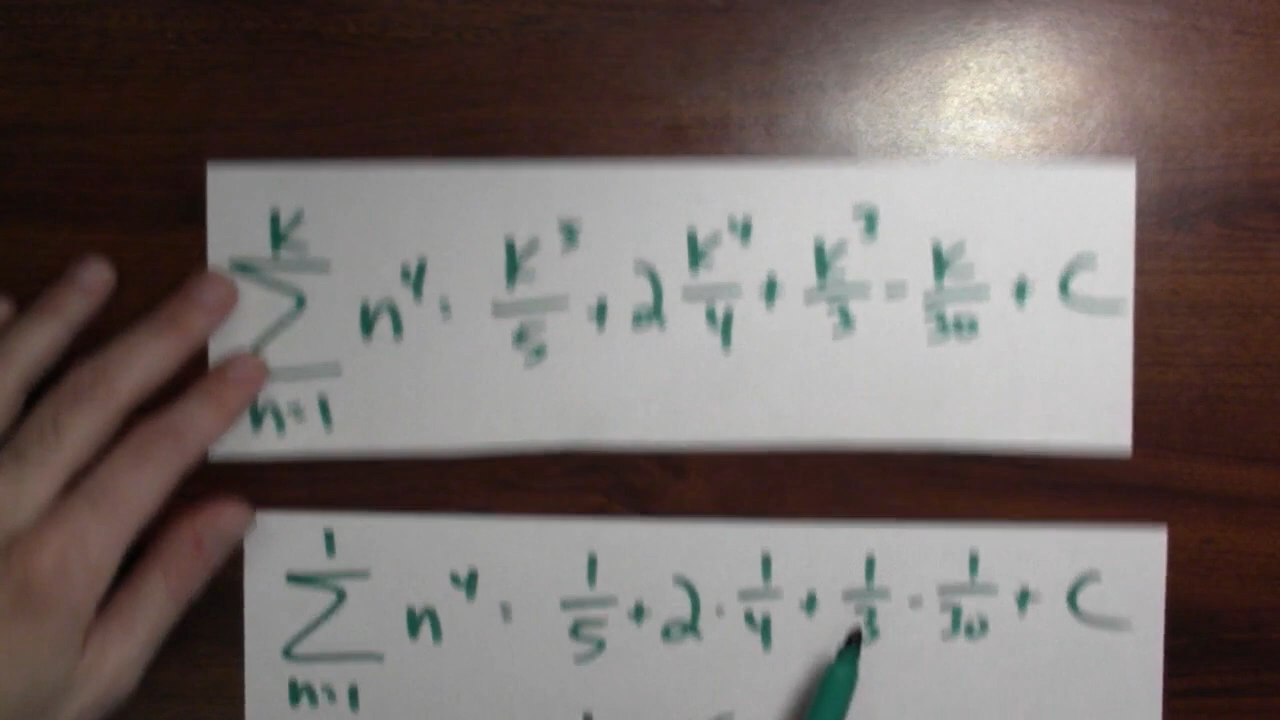 K
∑ n⁴ = K⁵/5 + 2 K⁴/4 + K³/3 - K/30 + C
n=1
1
∑ n⁴ = 1/5 + 2 · 1/4 + 1/3 - 1/30 + C
n=1